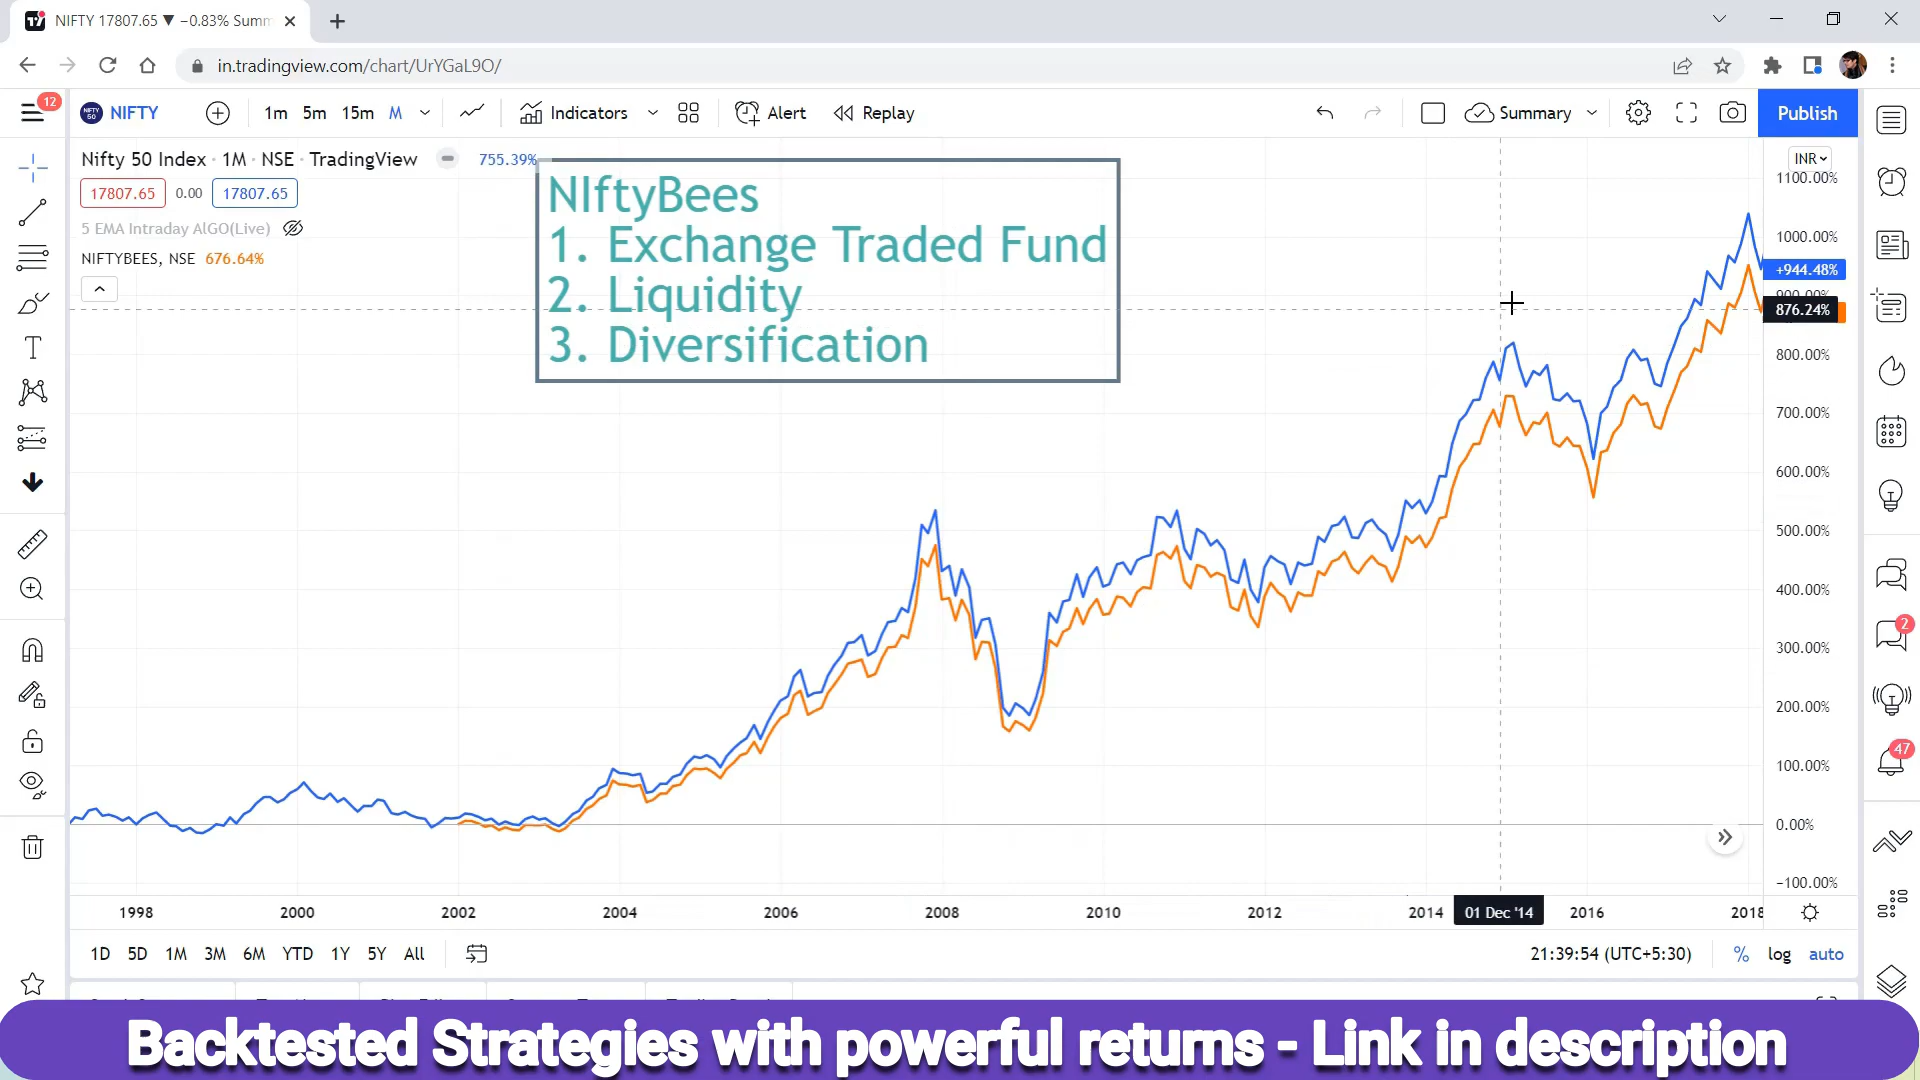 NIFTY 17807.65 ▼ −0.83% Summ
in.tradingview.com/chart/UrYGaL9O/
12
NIFTY 1m 5m 15m M Indicators Alert Replay Summary Publish
Nifty 50 Index · 1M · NSE · TradingView 755.39%
17807.65 0.00 17807.65
5 EMA Intraday AlGO(Live)
NIFTYBEES, NSE 676.64%
NIftyBees
1. Exchange Traded Fund
2. Liquidity
3. Diversification
INR
1100.00%
1000.00%
+944.48%
900.00%
876.24%
800.00%
700.00%
600.00%
500.00%
400.00%
300.00%
200.00%
100.00%
0.00%
−100.00%
2
47
1998 2000 2002 2004 2006 2008 2010 2012 2014 01 Dec '14 2016 2018
1D 5D 1M 3M 6M YTD 1Y 5Y All 21:39:54 (UTC+5:30) % log auto
Backtested Strategies with powerful returns - Link in description